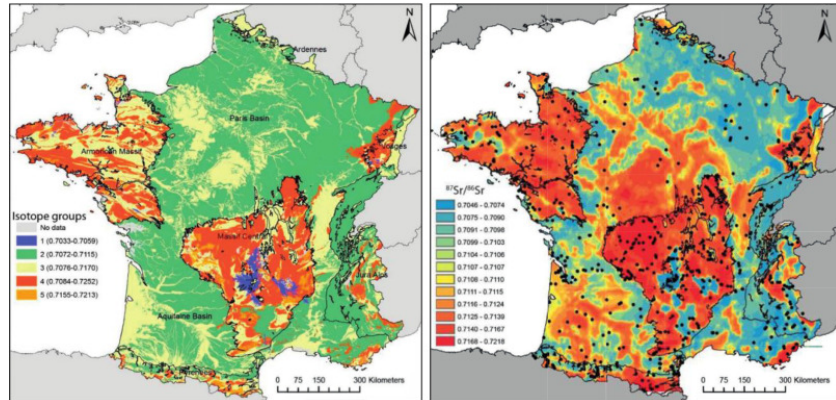 N
Ardennes
Paris Basin
Armorican Massif
Vosges
Isotope groups
No data
1 (0.7033-0.7059)
2 (0.7072-0.7115)
3 (0.7076-0.7170)
4 (0.7084-0.7252)
5 (0.7155-0.7213)
Massif Central
Jura Alps
Aquitaine Basin
Pyrenees
0 75 150 300 Kilometers
N
⁸⁷Sr/⁸⁶Sr
0.7046 - 0.7074
0.7075 - 0.7090
0.7091 - 0.7098
0.7099 - 0.7103
0.7104 - 0.7106
0.7107 - 0.7107
0.7108 - 0.7110
0.7111 - 0.7115
0.7116 - 0.7124
0.7125 - 0.7139
0.7140 - 0.7167
0.7168 - 0.7218
0 75 150 300 Kilometers